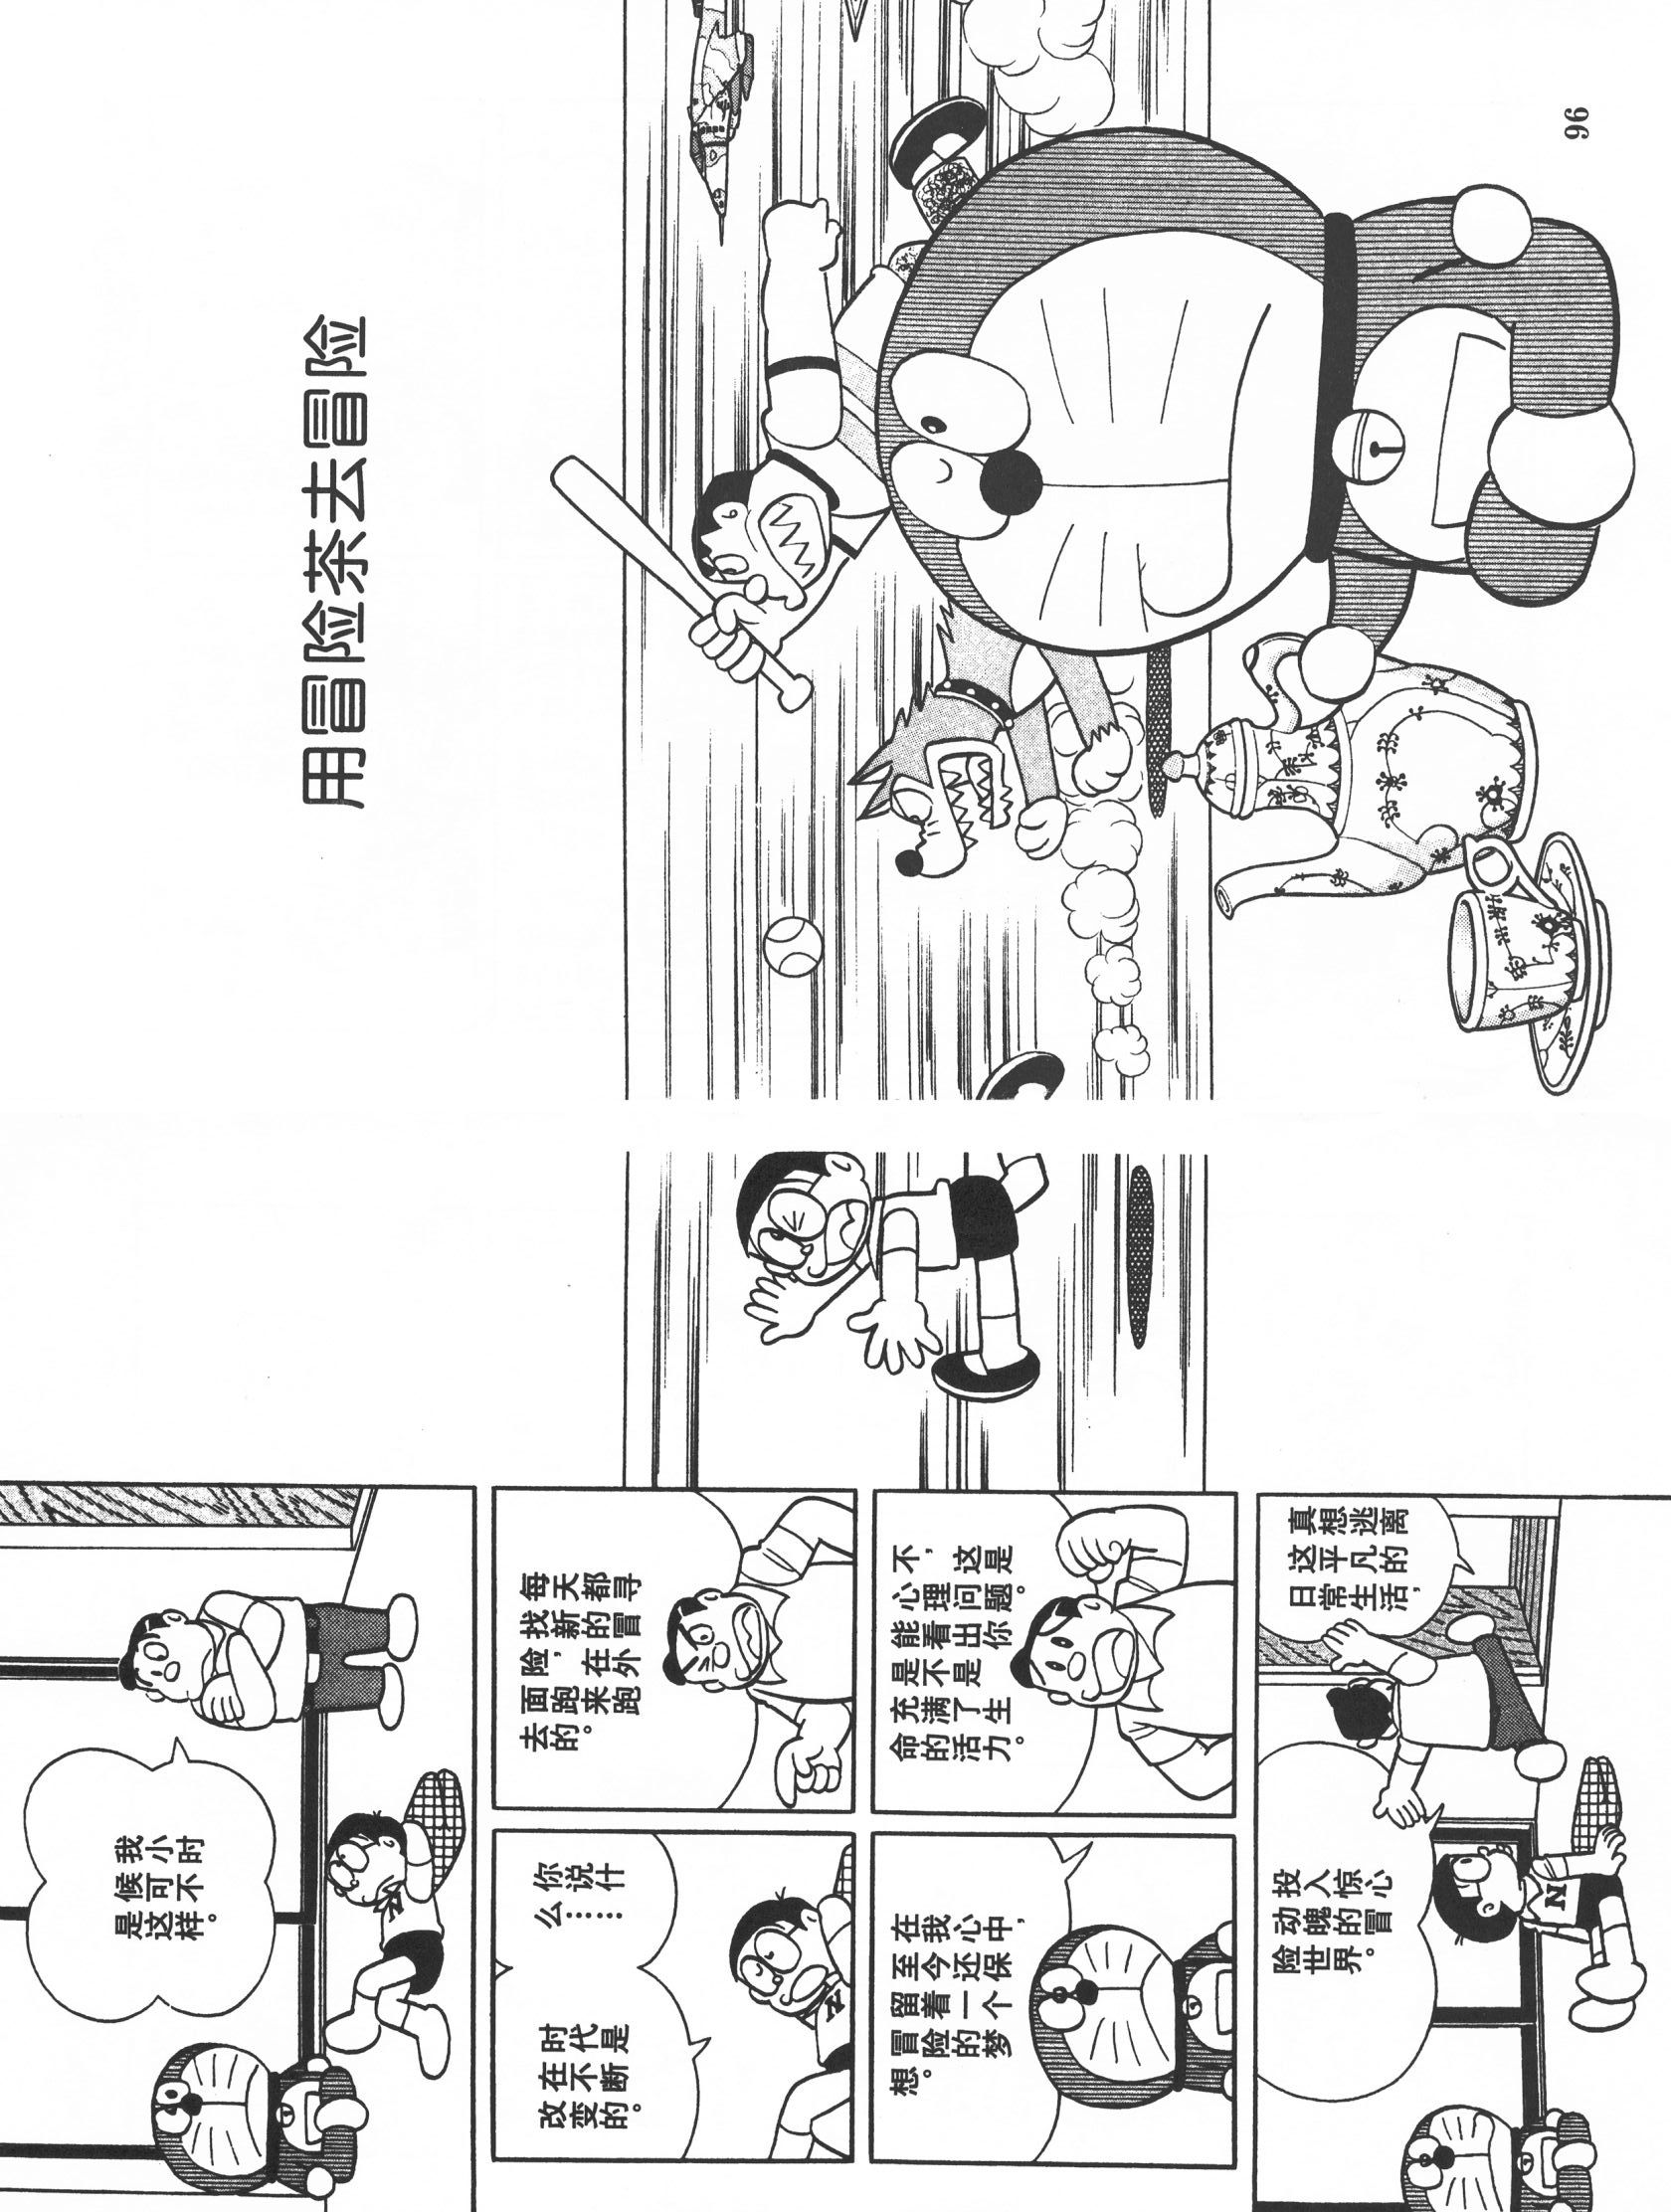 用冒险茶去冒险
96
我小时
候可不
是这样。
每天都寻
找新的冒
险，在外
面跑来跑
去的。
你说什
么……
时代是
在不断
改变的。
不，这是
心理问题。
能看出你
是不是
充满了生
命的活力。
在我心中，
至今还保
留着一个
冒险的梦
想。
真想逃离
这平凡的
日常生活，
投入惊心
动魄的冒
险世界。
N